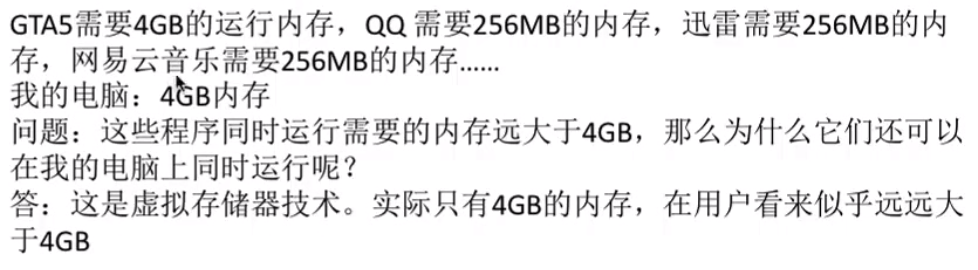 GTA5需要4GB的运行内存，QQ 需要256MB的内存，迅雷需要256MB的内
存，网易云音乐需要256MB的内存……
我的电脑：4GB内存
问题：这些程序同时运行需要的内存远大于4GB，那么为什么它们还可以
在我的电脑上同时运行呢？
答：这是虚拟存储器技术。实际只有4GB的内存，在用户看来似乎远远大
于4GB